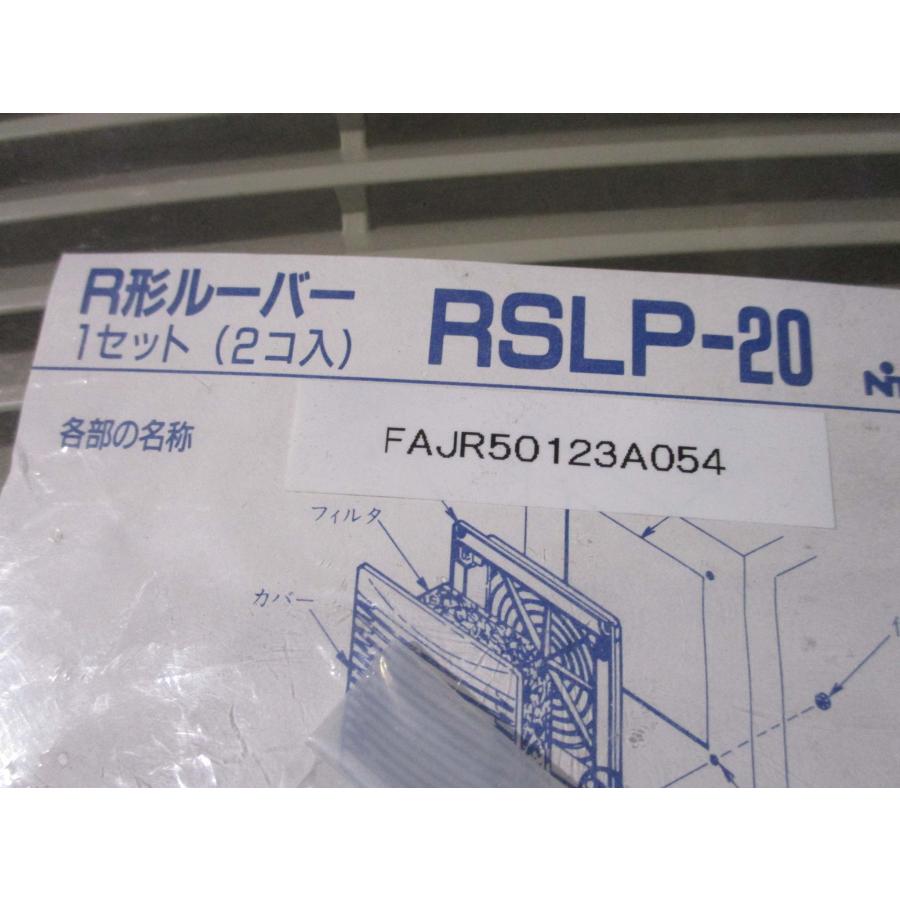 R形ルーバー
1セット（2コ入）
RSLP-20
各部の名称
FAJR50123A054
フィルタ
カバー